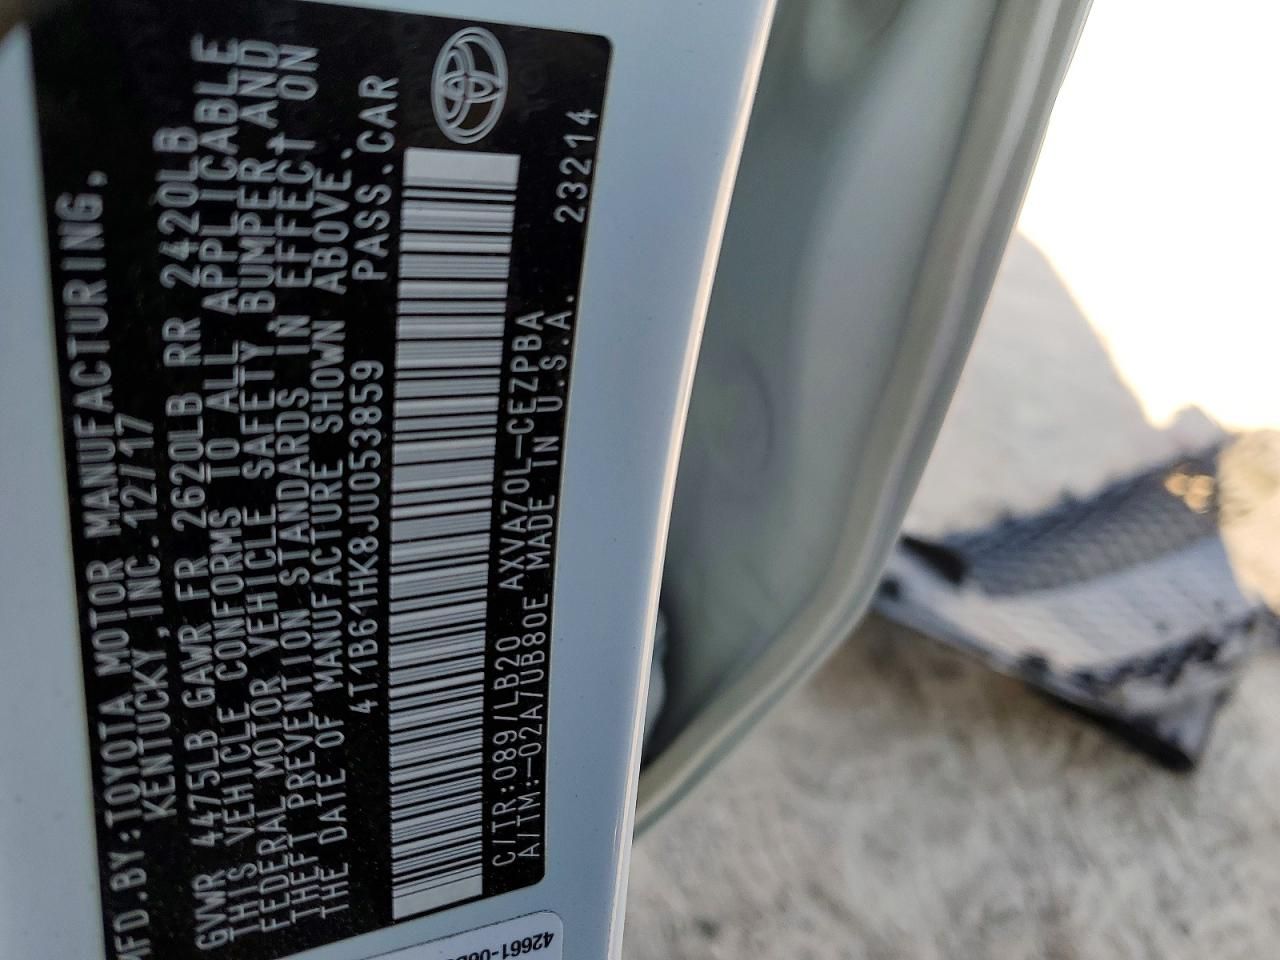 MFD.BY:TOYOTA MOTOR MANUFACTURING,
KENTUCKY, INC. 12/17
GVWR 4475LB GAWR FR 2620LB RR 2420LB
THIS VEHICLE CONFORMS TO ALL APPLICABLE
FEDERAL MOTOR VEHICLE SAFETY, BUMPER, AND
THEFT PREVENTION STANDARDS IN EFFECT ON
THE DATE OF MANUFACTURE SHOWN ABOVE.
4T1B61HK8JU053859 PASS.CAR
C/TR:089/LB20 AXVA70L-CEZPBA
A/TM:-02A/UB80E MADE IN U.S.A. 23214